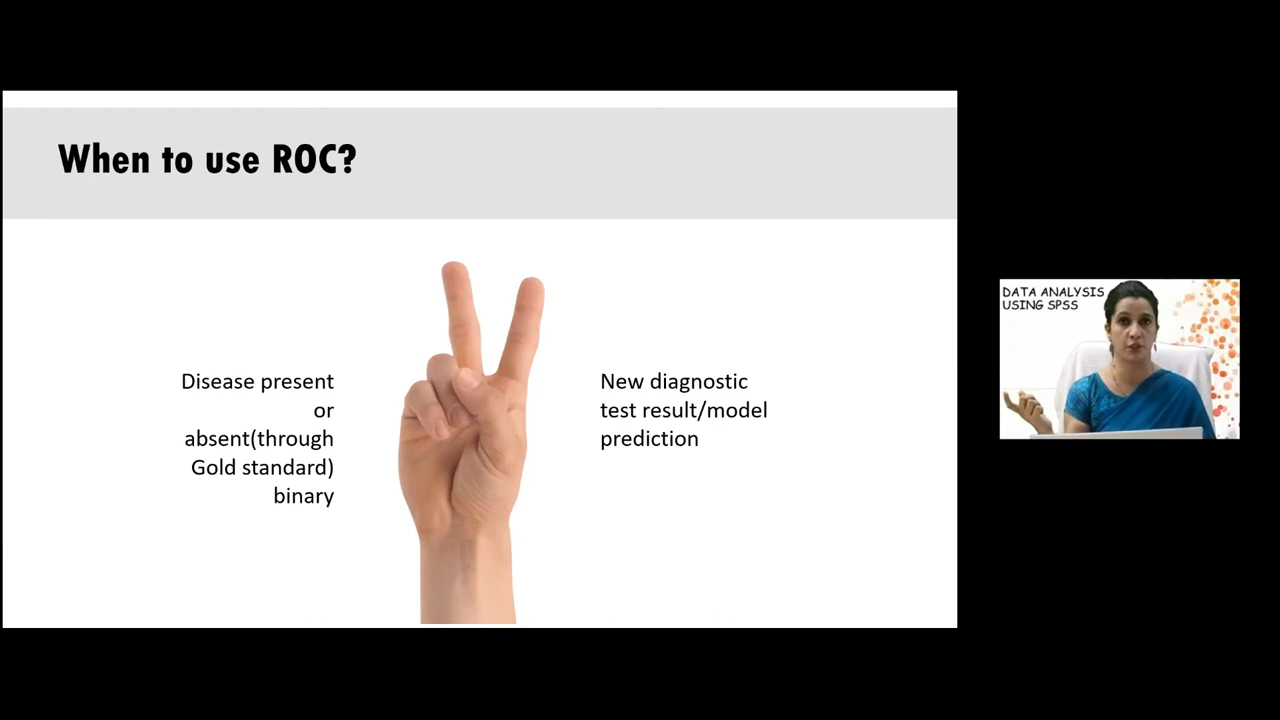 When to use ROC?
Disease present
or
absent(through
Gold standard)
binary
New diagnostic
test result/model
prediction
DATA ANALYSIS
USING SPSS